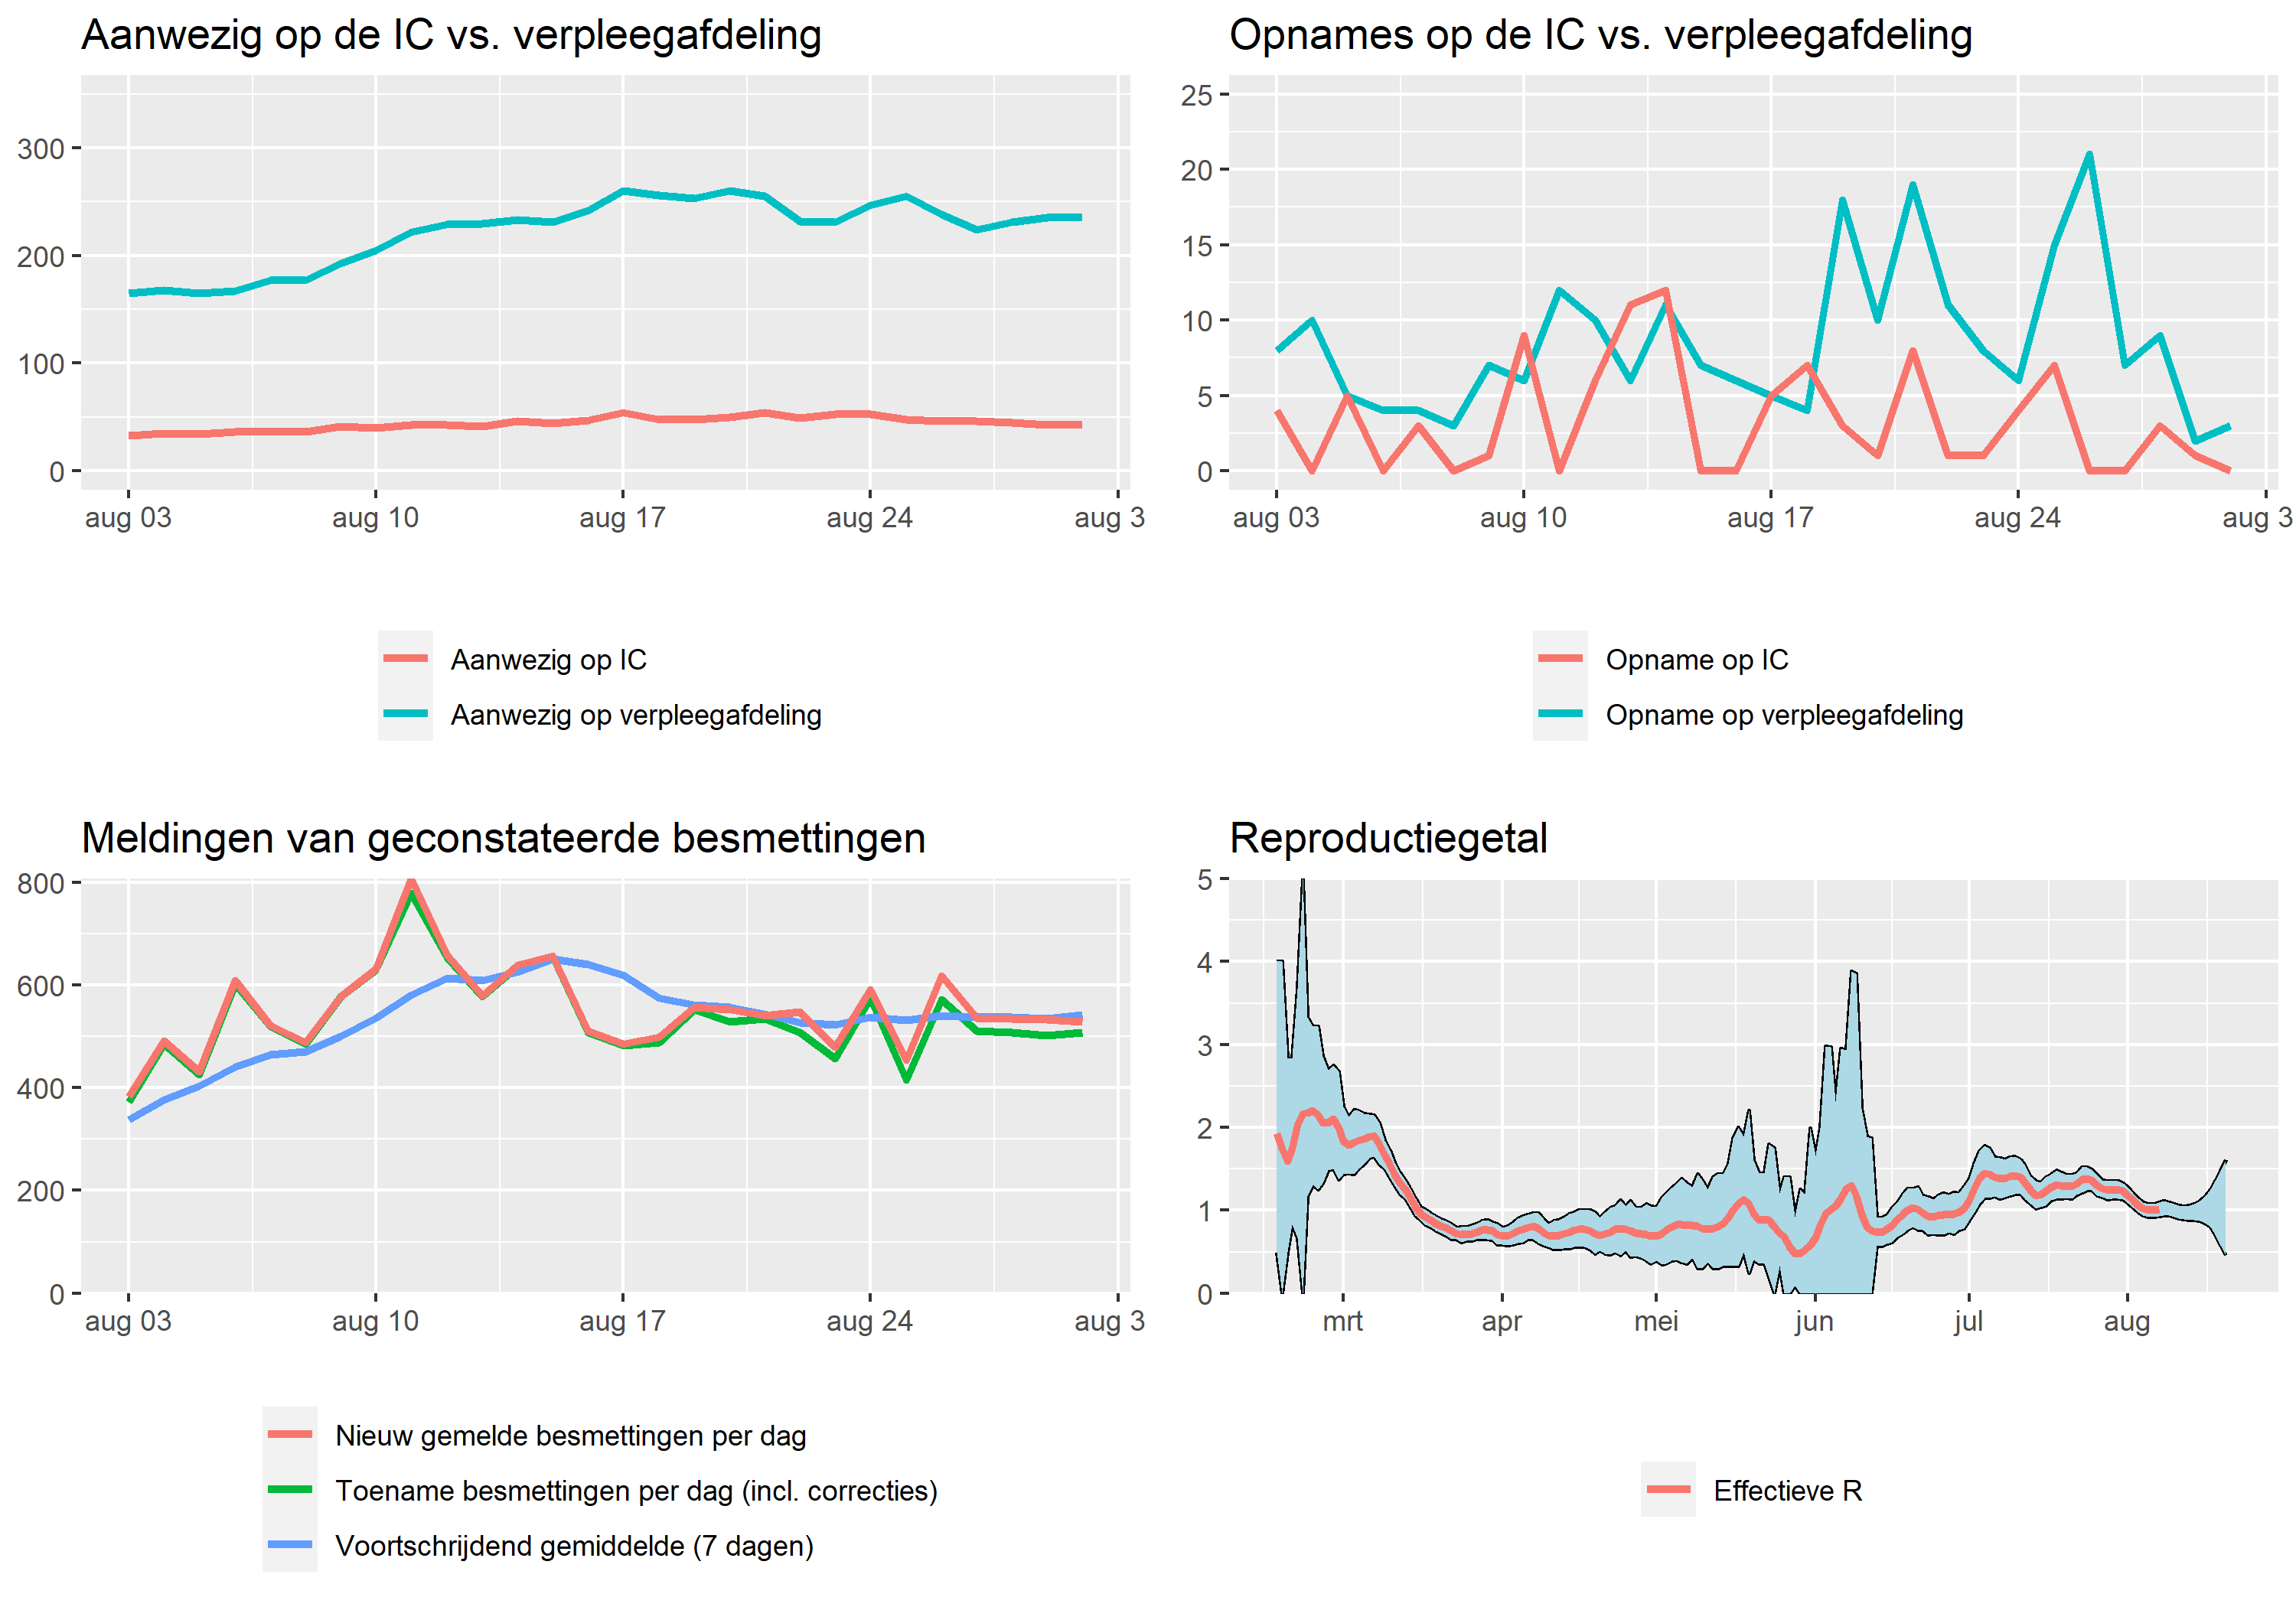 Aanwezig op de IC vs. verpleegafdeling
300
200
100
0
aug 03 aug 10 aug 17 aug 24 aug 3
Aanwezig op IC
Aanwezig op verpleegafdeling
Opnames op de IC vs. verpleegafdeling
25
20
15
10
5
0
aug 03 aug 10 aug 17 aug 24 aug 3
Opname op IC
Opname op verpleegafdeling
Meldingen van geconstateerde besmettingen
800
600
400
200
0
aug 03 aug 10 aug 17 aug 24 aug 3
Nieuw gemelde besmettingen per dag
Toename besmettingen per dag (incl. correcties)
Voortschrijdend gemiddelde (7 dagen)
Reproductiegetal
5
4
3
2
1
0
mrt apr mei jun jul aug
Effectieve R